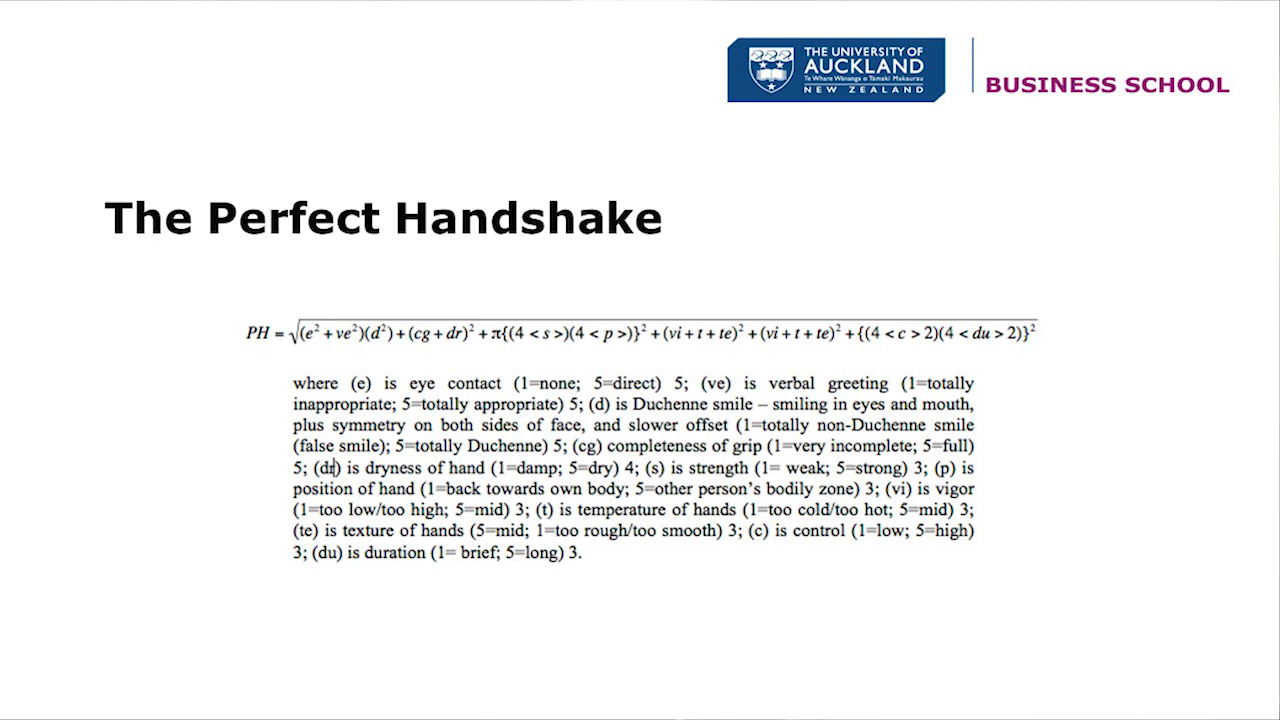 THE UNIVERSITY OF
AUCKLAND
Te Whare Wānanga o Tāmaki Makaurau
NEW ZEALAND
BUSINESS SCHOOL
The Perfect Handshake
PH = √(e² + ve²)(d²) + (cg + dr)² + π{(4 < s >)(4 < p >)}² + (vi + t + te)² + (vi + t + te)² + {(4 < c > 2)(4 < du > 2)}²
where (e) is eye contact (1=none; 5=direct) 5; (ve) is verbal greeting (1=totally
inappropriate; 5=totally appropriate) 5; (d) is Duchenne smile – smiling in eyes and mouth,
plus symmetry on both sides of face, and slower offset (1=totally non-Duchenne smile
(false smile); 5=totally Duchenne) 5; (cg) completeness of grip (1=very incomplete; 5=full)
5; (dr) is dryness of hand (1=damp; 5=dry) 4; (s) is strength (1= weak; 5=strong) 3; (p) is
position of hand (1=back towards own body; 5=other person's bodily zone) 3; (vi) is vigor
(1=too low/too high; 5=mid) 3; (t) is temperature of hands (1=too cold/too hot; 5=mid) 3;
(te) is texture of hands (5=mid; 1=too rough/too smooth) 3; (c) is control (1=low; 5=high)
3; (du) is duration (1= brief; 5=long) 3.